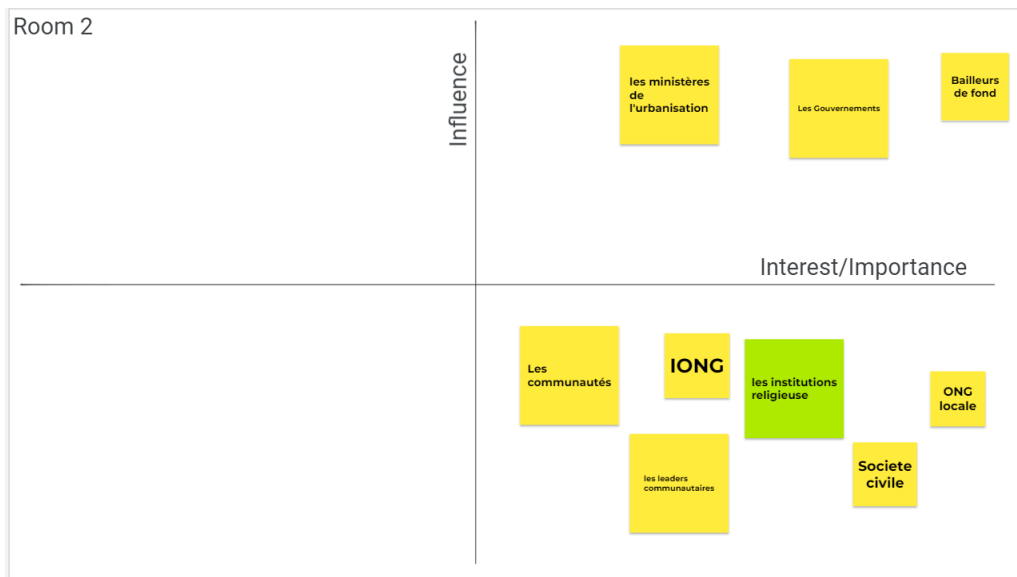 Room 2
Influence
les ministères
de
l'urbanisation
Les Gouvernements
Bailleurs
de fond
Interest/Importance
Les
communautés
IONG
les institutions
religieuse
ONG
locale
les leaders
communautaires
Societe
civile